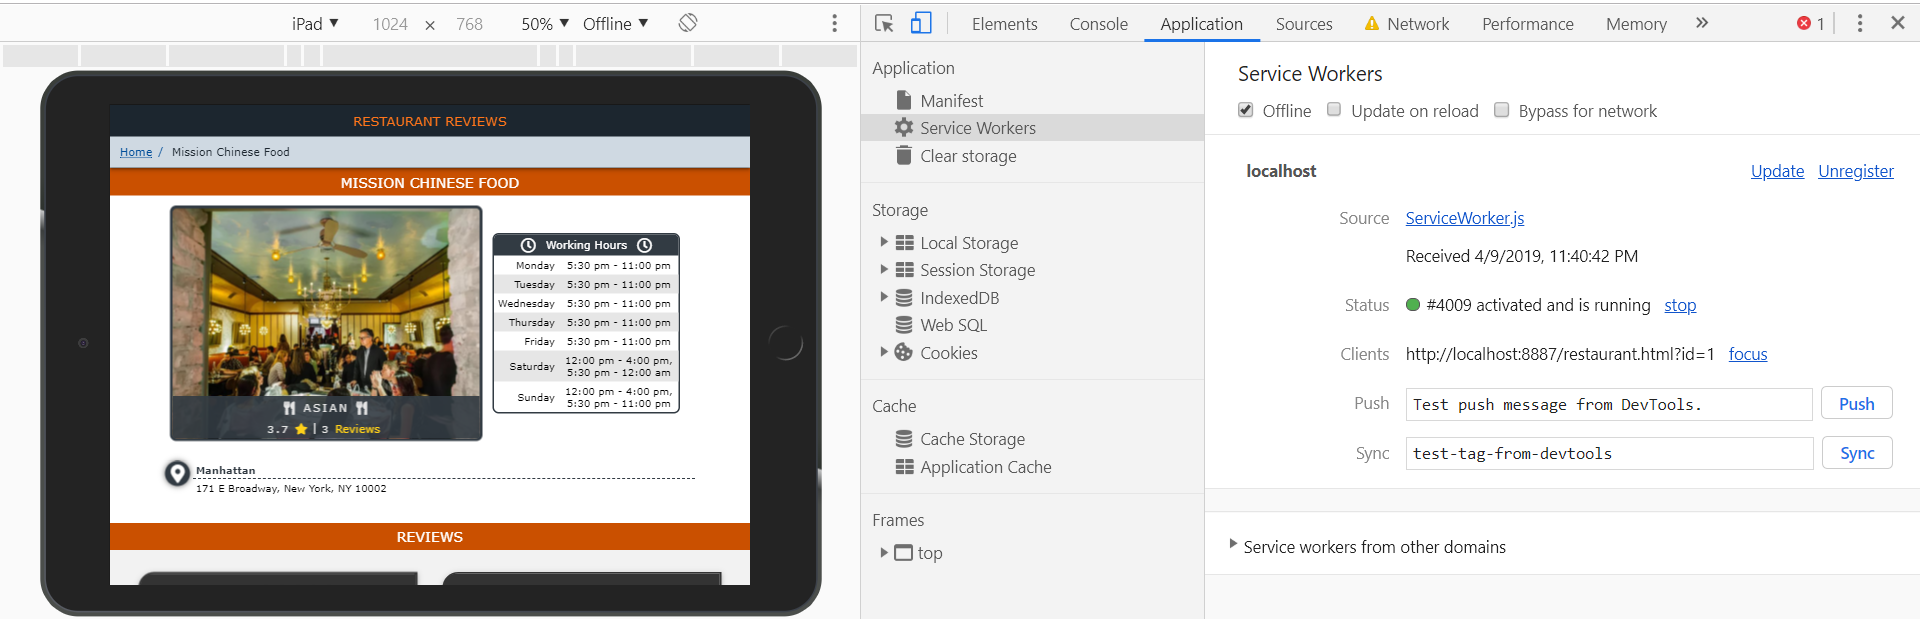 iPad ▼ 1024 × 768 50% ▼ Offline ▼
RESTAURANT REVIEWS
Home / Mission Chinese Food
MISSION CHINESE FOOD
ASIAN
3.7 ★ | 3 Reviews
Working Hours
Monday 5:30 pm - 11:00 pm
Tuesday 5:30 pm - 11:00 pm
Wednesday 5:30 pm - 11:00 pm
Thursday 5:30 pm - 11:00 pm
Friday 5:30 pm - 11:00 pm
Saturday 12:00 pm - 4:00 pm,
5:30 pm - 12:00 am
Sunday 12:00 pm - 4:00 pm,
5:30 pm - 11:00 pm
Manhattan
171 E Broadway, New York, NY 10002
REVIEWS
Elements Console Application Sources Network Performance Memory » 1
Application
Manifest
Service Workers
Clear storage
Storage
Local Storage
Session Storage
IndexedDB
Web SQL
Cookies
Cache
Cache Storage
Application Cache
Frames
top
Service Workers
Offline Update on reload Bypass for network
localhost Update Unregister
Source ServiceWorker.js
Received 4/9/2019, 11:40:42 PM
Status #4009 activated and is running stop
Clients http://localhost:8887/restaurant.html?id=1 focus
Push Test push message from DevTools. Push
Sync test-tag-from-devtools Sync
Service workers from other domains